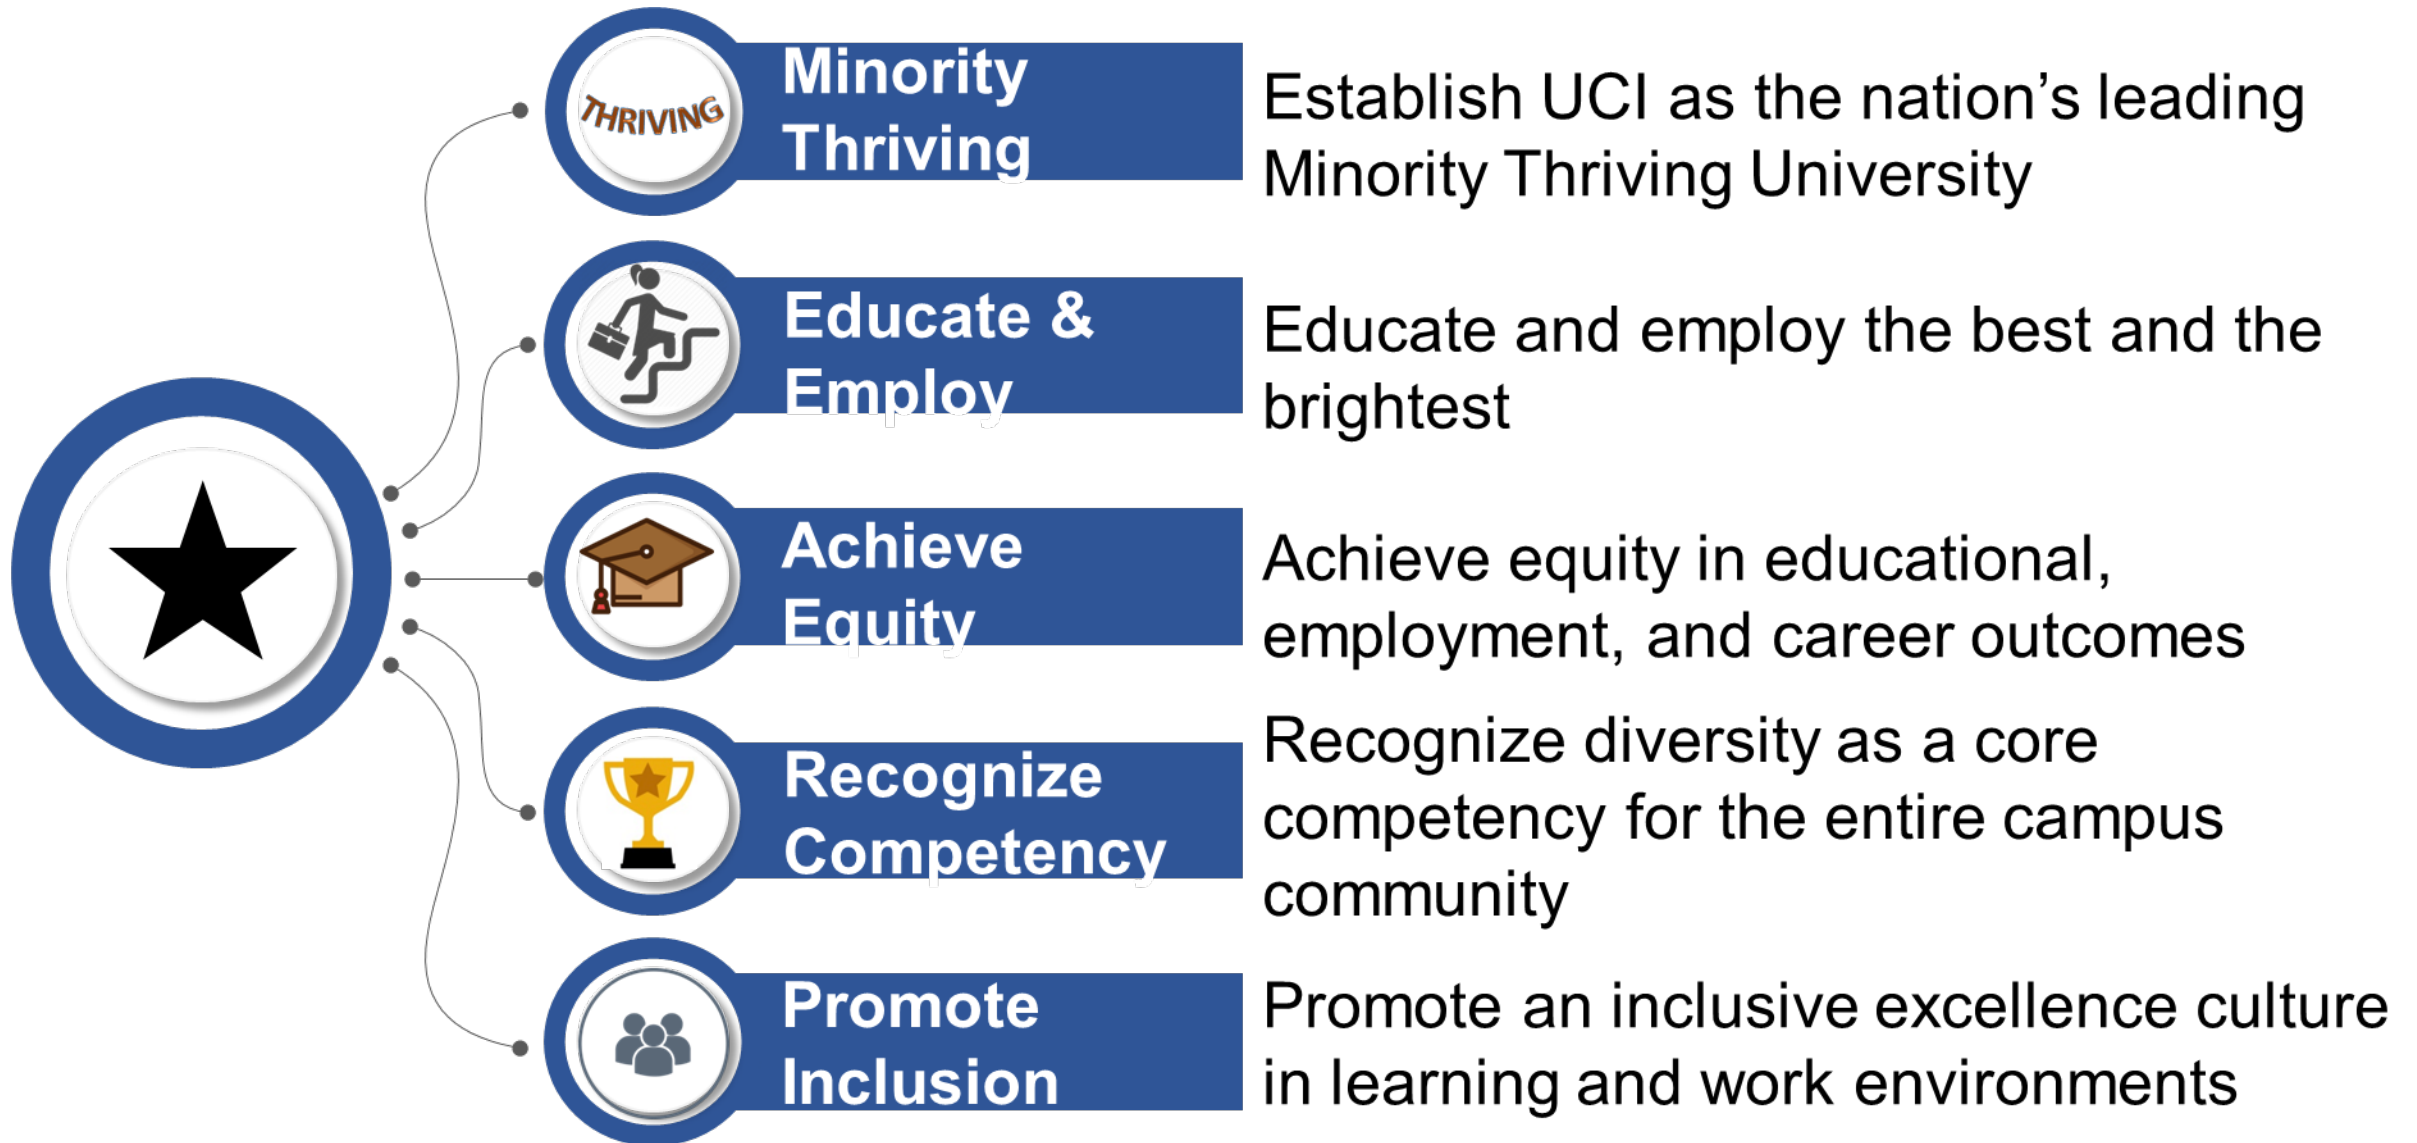 THRIVING
Minority
Thriving
Establish UCI as the nation’s leading
Minority Thriving University
Educate &
Employ
Educate and employ the best and the
brightest
Achieve
Equity
Achieve equity in educational,
employment, and career outcomes
Recognize
Competency
Recognize diversity as a core
competency for the entire campus
community
Promote
Inclusion
Promote an inclusive excellence culture
in learning and work environments